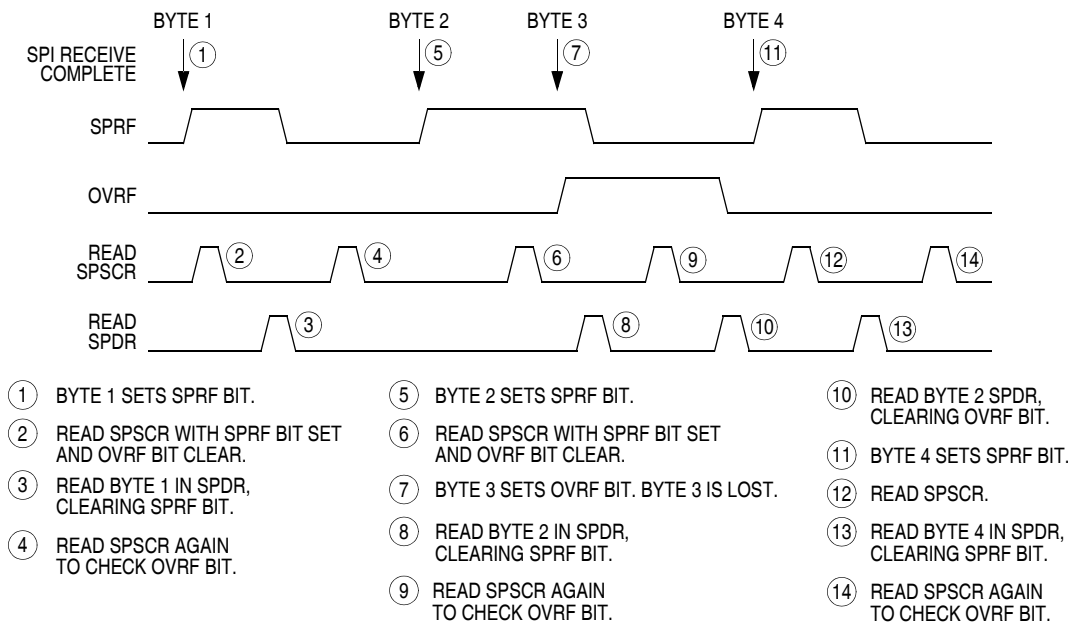 BYTE 1
BYTE 2
BYTE 3
BYTE 4
SPI RECEIVE
COMPLETE
1
5
7
11
SPRF
OVRF
READ
SPSCR
2
4
6
9
12
14
READ
SPDR
3
8
10
13
1 BYTE 1 SETS SPRF BIT.
2 READ SPSCR WITH SPRF BIT SET
AND OVRF BIT CLEAR.
3 READ BYTE 1 IN SPDR,
CLEARING SPRF BIT.
4 READ SPSCR AGAIN
TO CHECK OVRF BIT.
5 BYTE 2 SETS SPRF BIT.
6 READ SPSCR WITH SPRF BIT SET
AND OVRF BIT CLEAR.
7 BYTE 3 SETS OVRF BIT. BYTE 3 IS LOST.
8 READ BYTE 2 IN SPDR,
CLEARING SPRF BIT.
9 READ SPSCR AGAIN
TO CHECK OVRF BIT.
10 READ BYTE 2 SPDR,
CLEARING OVRF BIT.
11 BYTE 4 SETS SPRF BIT.
12 READ SPSCR.
13 READ BYTE 4 IN SPDR,
CLEARING SPRF BIT.
14 READ SPSCR AGAIN
TO CHECK OVRF BIT.